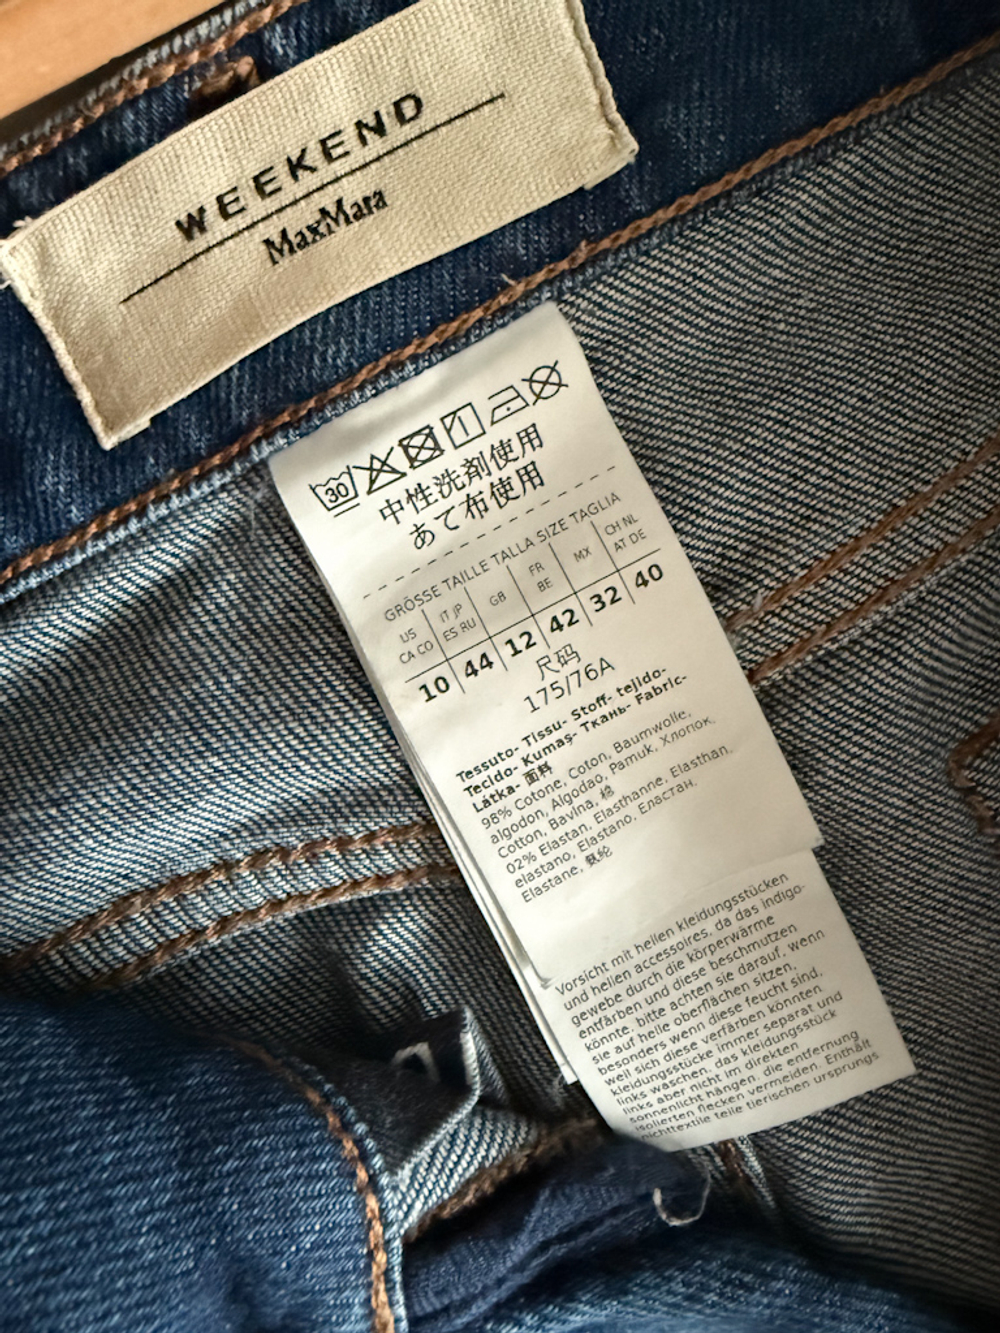 WEEKEND
MaxMara
30
中性洗剤使用
あて布使用
GRÖSSE TAILLE TALLA SIZE TAGLIA
US CA CO IT JP ES RU GB FR BE MX CH NL AT DE
10 44 12 42 32 40
尺码
175/76A
Tessuto- Tissu- Stoff- tejido-
Tecido- Kumaş- Ткань- Fabric-
Látka- 面料
98% Cotone, Coton, Baumwolle,
algodon, Algodao, Pamuk, Хлопок,
Cotton, Bavlna, 棉
02% Elastan, Elasthanne, Elasthan,
elastano, Elastano, Еластан,
Elastane, 氨纶
Vorsicht mit hellen kleidungsstücken
und hellen accessoires, da das indigo-
gewebe durch die körperwärme
entfärben und diese beschmutzen
könnte. bitte achten sie darauf, wenn
sie auf helle oberflächen sitzen,
besonders wenn diese feucht sind,
weil sich diese verfärben könnten.
kleidungsstücke immer separat und
links waschen. das kleidungsstück
links aber nicht im direkten
sonnenlicht hängen. die entfernung
isolierten flecken vermeiden. Enthält
nichttextile teile tierischen ursprungs